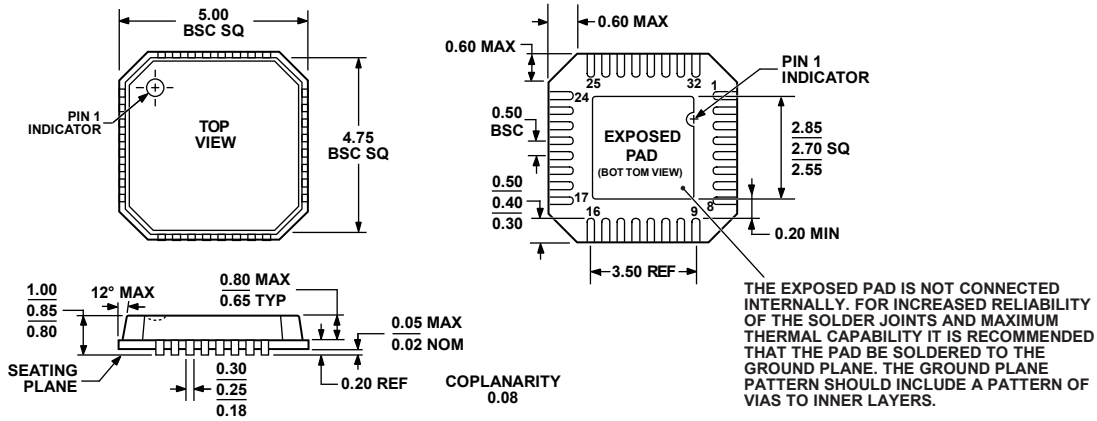 5.00
BSC SQ
PIN 1
INDICATOR
TOP
VIEW
4.75
BSC SQ
0.60 MAX
0.60 MAX
PIN 1
INDICATOR
25
32
24
1
0.50
BSC
EXPOSED
PAD
(BOT TOM VIEW)
2.85
2.70 SQ
2.55
0.50
0.40
0.30
17
16
9
8
0.20 MIN
3.50 REF
1.00
0.85
0.80
12° MAX
0.80 MAX
0.65 TYP
0.05 MAX
0.02 NOM
SEATING
PLANE
0.30
0.25
0.18
0.20 REF
COPLANARITY
0.08
THE EXPOSED PAD IS NOT CONNECTED
INTERNALLY. FOR INCREASED RELIABILITY
OF THE SOLDER JOINTS AND MAXIMUM
THERMAL CAPABILITY IT IS RECOMMENDED
THAT THE PAD BE SOLDERED TO THE
GROUND PLANE. THE GROUND PLANE
PATTERN SHOULD INCLUDE A PATTERN OF
VIAS TO INNER LAYERS.